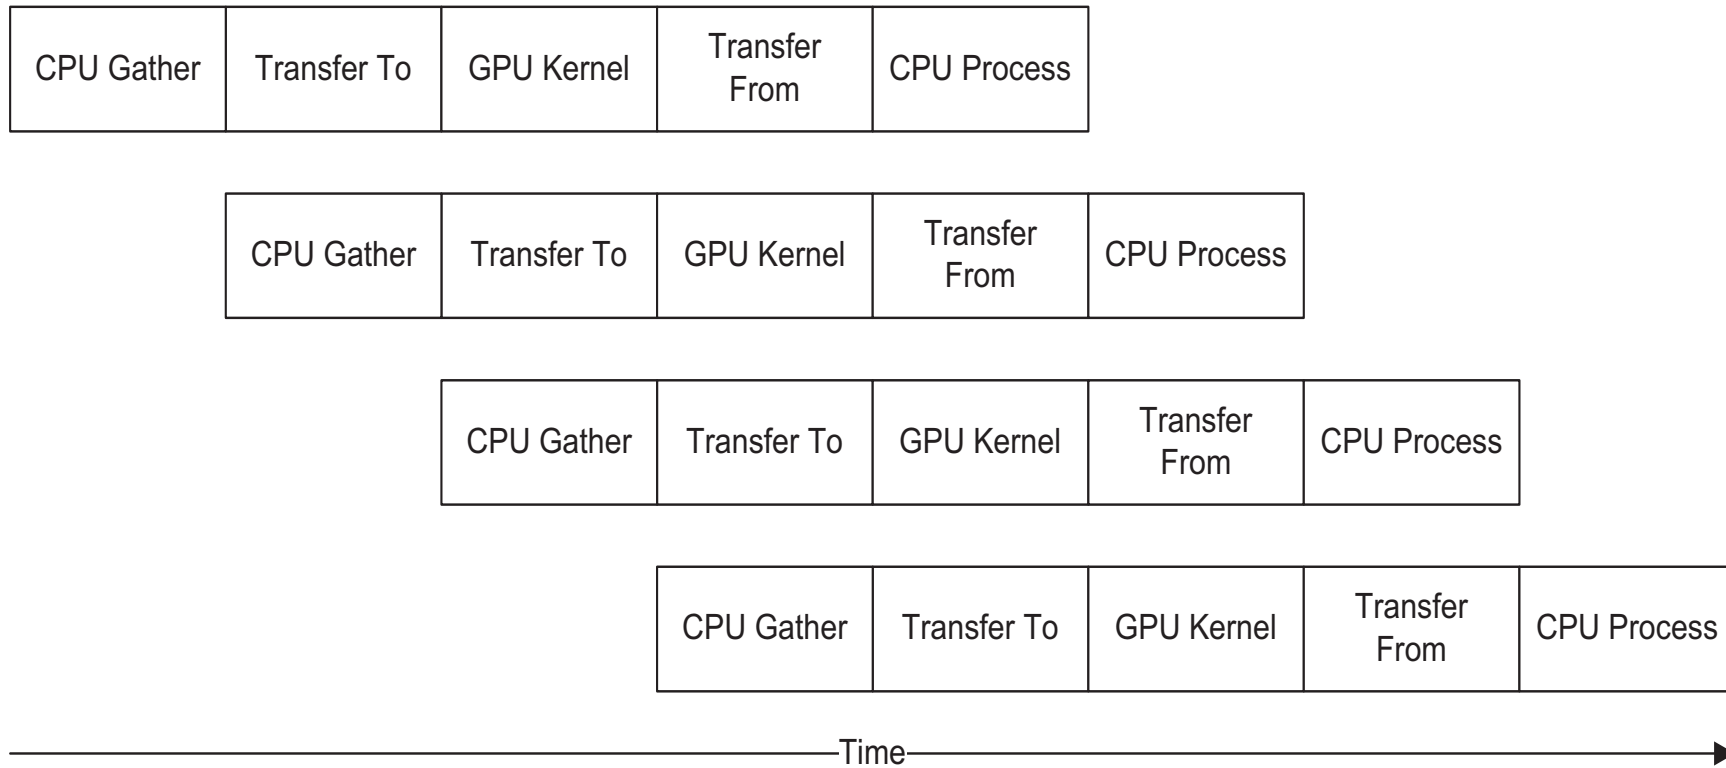 CPU Gather
Transfer To
GPU Kernel
Transfer
From
CPU Process
CPU Gather
Transfer To
GPU Kernel
Transfer
From
CPU Process
CPU Gather
Transfer To
GPU Kernel
Transfer
From
CPU Process
CPU Gather
Transfer To
GPU Kernel
Transfer
From
CPU Process
Time